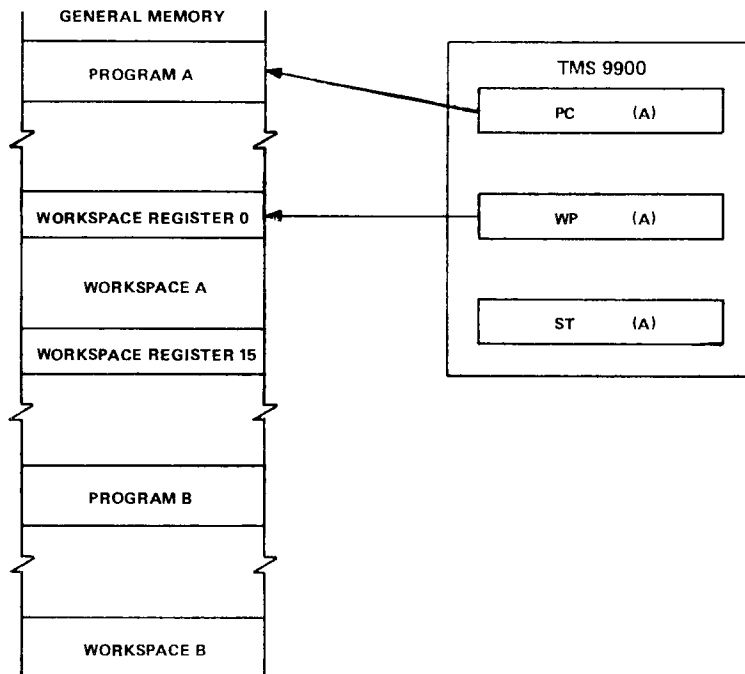 GENERAL MEMORY
PROGRAM A
WORKSPACE REGISTER 0
WORKSPACE A
WORKSPACE REGISTER 15
PROGRAM B
WORKSPACE B
TMS 9900
PC (A)
WP (A)
ST (A)